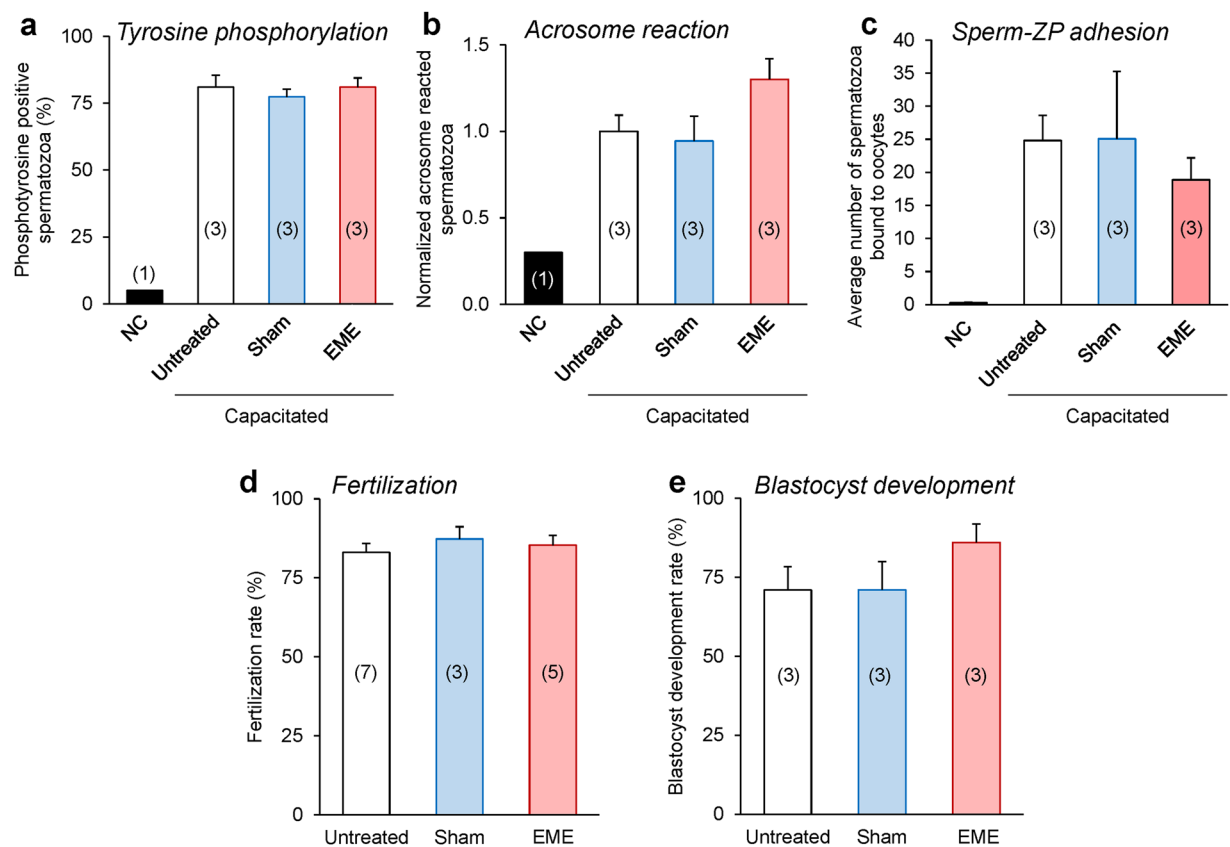 a
Tyrosine phosphorylation
Phosphotyrosine positive
spermatozoa (%)
100
75
50
25
0
(1)
(3)
(3)
(3)
NC
Untreated
Sham
EME
Capacitated
b
Acrosome reaction
Normalized acrosome reacted
spermatozoa
1.5
1.0
0.5
0.0
(1)
(3)
(3)
(3)
NC
Untreated
Sham
EME
Capacitated
c
Sperm-ZP adhesion
Average number of spermatozoa
bound to oocytes
40
35
30
25
20
15
10
5
0
(3)
(3)
(3)
NC
Untreated
Sham
EME
Capacitated
d
Fertilization
Fertilization rate (%)
100
75
50
25
0
(7)
(3)
(5)
Untreated
Sham
EME
e
Blastocyst development
Blastocyst development rate (%)
100
75
50
25
0
(3)
(3)
(3)
Untreated
Sham
EME